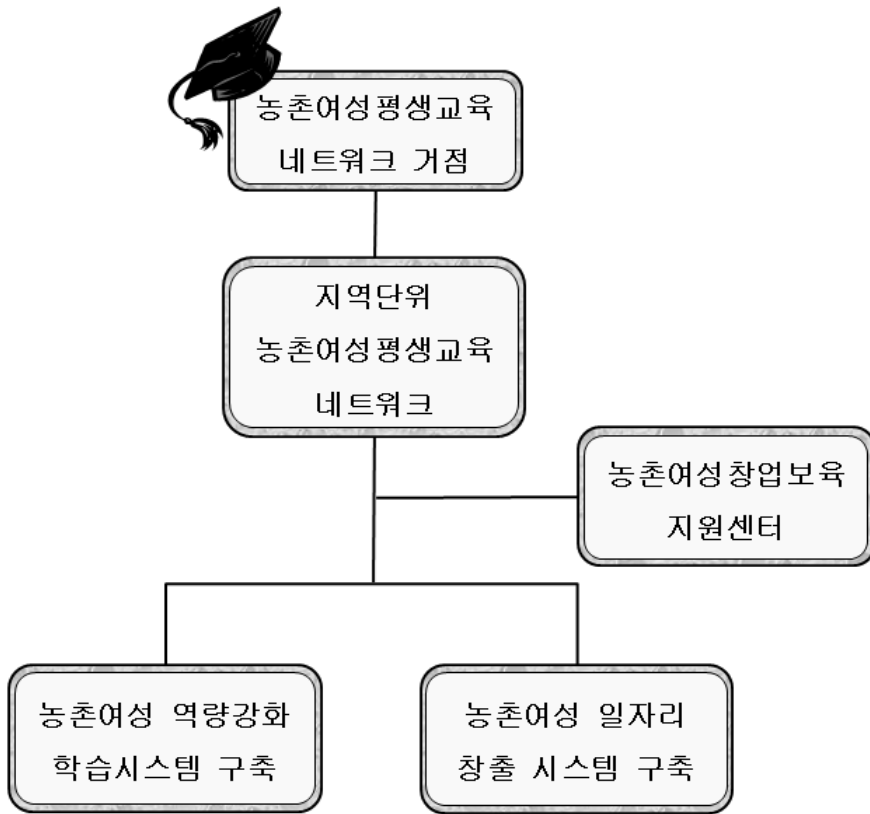 농촌여성평생교육
네트워크 거점
지역단위
농촌여성평생교육
네트워크
농촌여성창업보육
지원센터
농촌여성 역량강화
학습시스템 구축
농촌여성 일자리
창출 시스템 구축